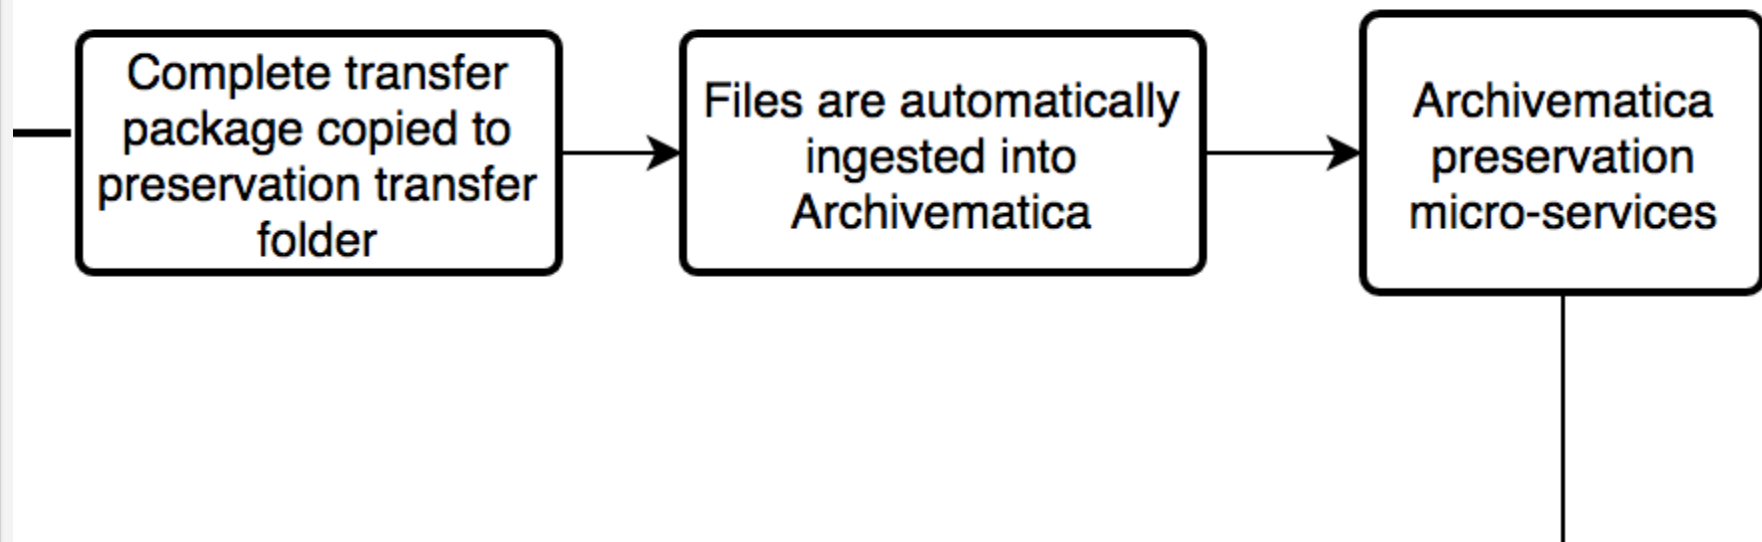 Complete transfer
package copied to
preservation transfer
folder
Files are automatically
ingested into
Archivematica
Archivematica
preservation
micro-services